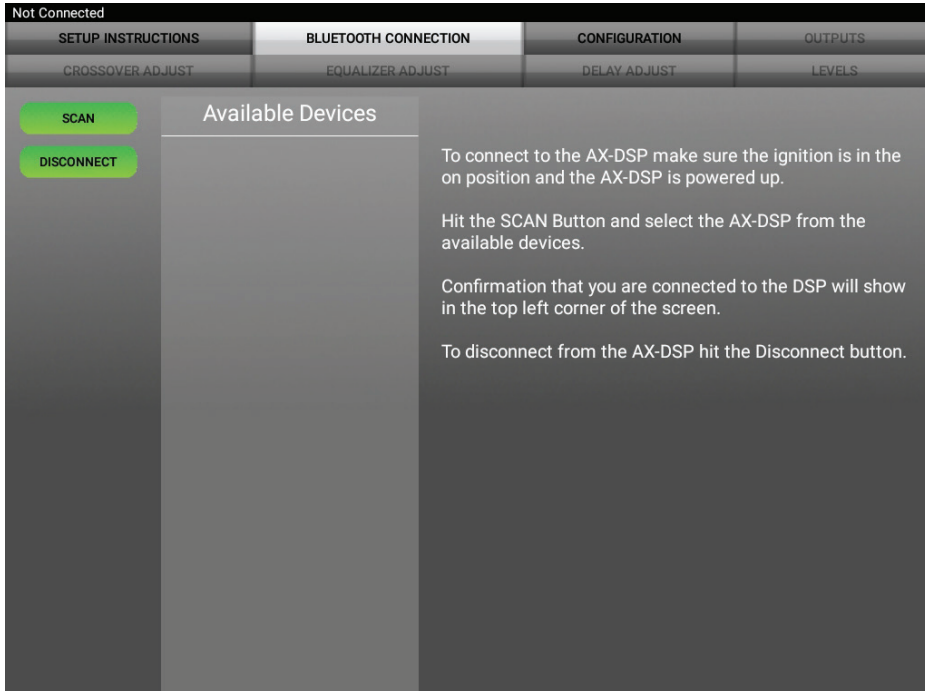 Not Connected
SETUP INSTRUCTIONS
BLUETOOTH CONNECTION
CONFIGURATION
OUTPUTS
CROSSOVER ADJUST
EQUALIZER ADJUST
DELAY ADJUST
LEVELS
SCAN
DISCONNECT
Available Devices
To connect to the AX-DSP make sure the ignition is in the
on position and the AX-DSP is powered up.
Hit the SCAN Button and select the AX-DSP from the
available devices.
Confirmation that you are connected to the DSP will show
in the top left corner of the screen.
To disconnect from the AX-DSP hit the Disconnect button.